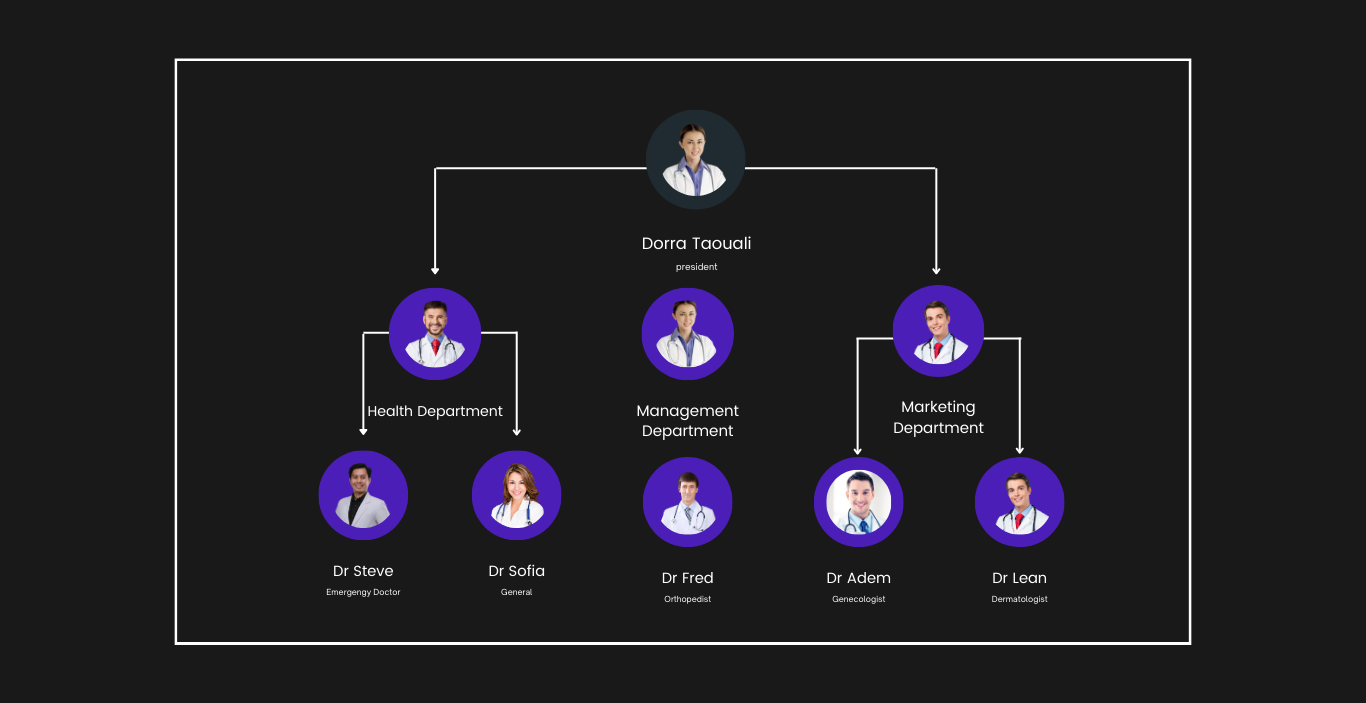 Dorra Taouali
president
Health Department
Management
Department
Marketing
Department
Dr Steve
Emergengy Doctor
Dr Sofia
General
Dr Fred
Orthopedist
Dr Adem
Genecologist
Dr Lean
Dermatologist